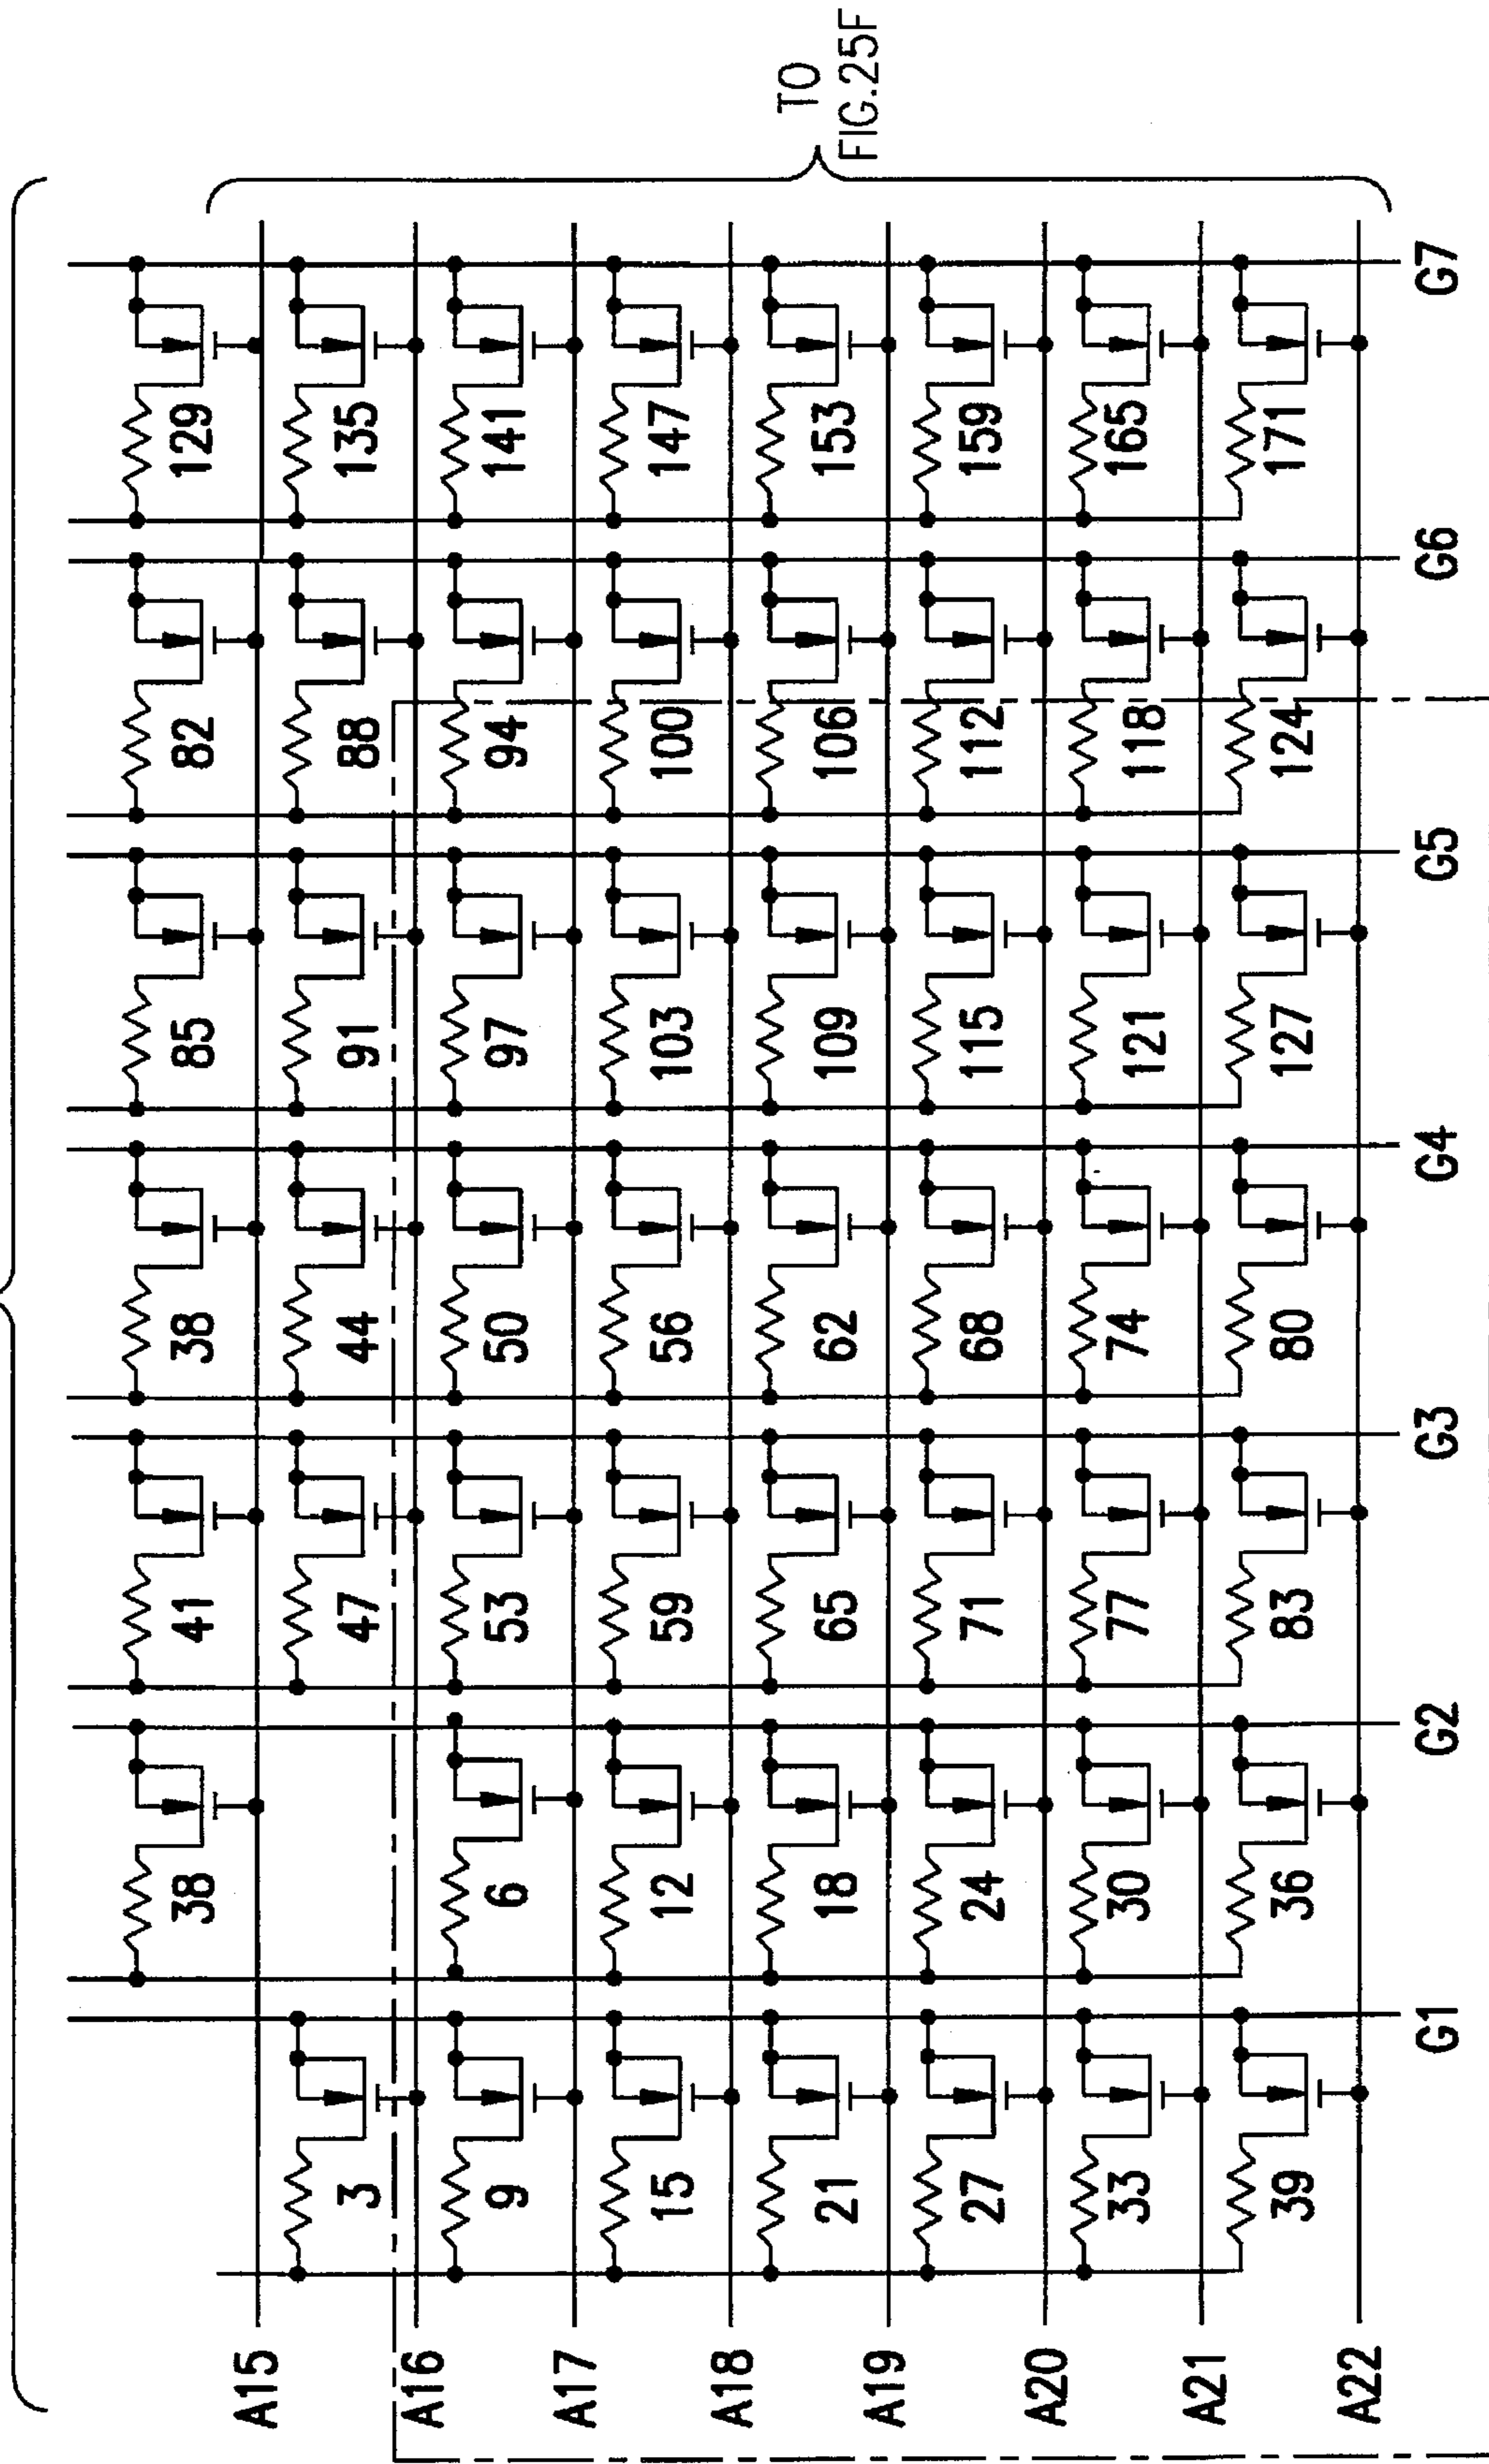 38 41 38 85 82 129
A15
3 47 44 91 88 135
A16
9 6 53 50 97 94 141
A17
15 12 59 56 103 100 147
A18
21 18 65 62 109 106 153
A19
27 24 71 68 115 112 159
A20
33 30 77 74 121 118 165
A21
39 36 83 80 127 124 171
A22
G1 G2 G3 G4 G5 G6 G7
TO
FIG.25F